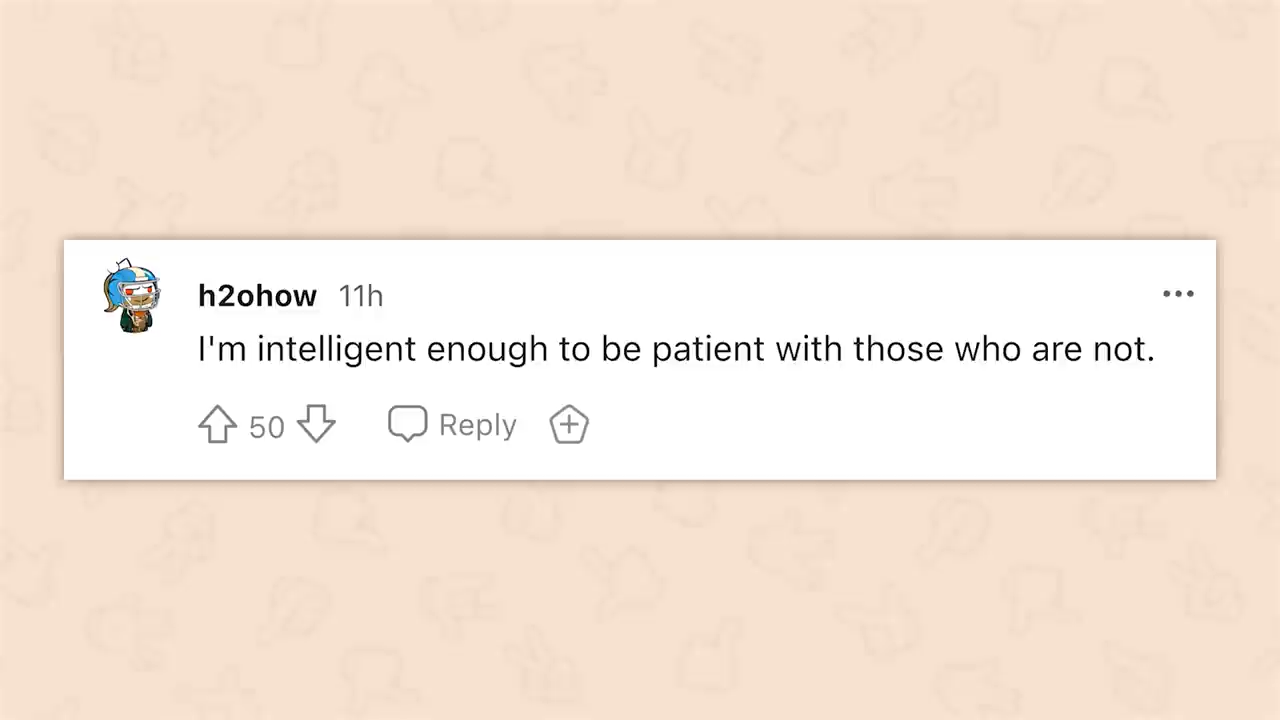 h2ohow 11h
I'm intelligent enough to be patient with those who are not.
50 Reply